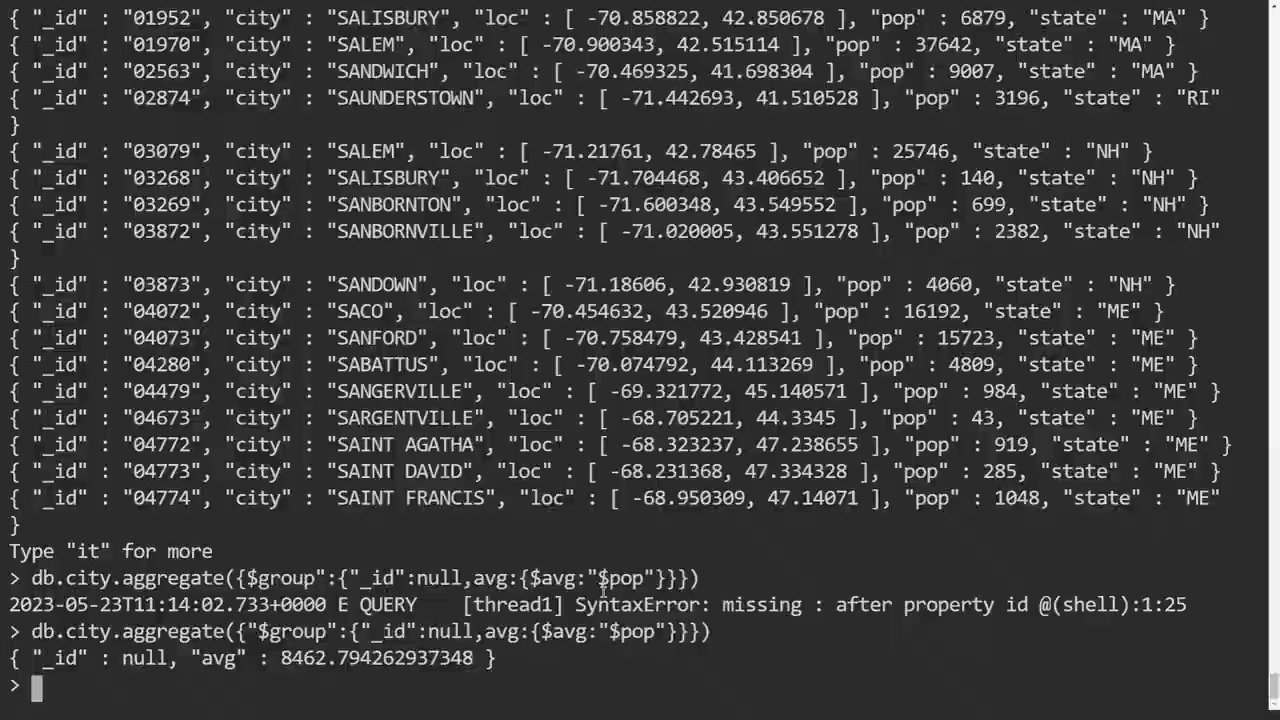 { "_id" : "01952", "city" : "SALISBURY", "loc" : [ -70.858822, 42.850678 ], "pop" : 6879, "state" : "MA" }
{ "_id" : "01970", "city" : "SALEM", "loc" : [ -70.900343, 42.515114 ], "pop" : 37642, "state" : "MA" }
{ "_id" : "02563", "city" : "SANDWICH", "loc" : [ -70.469325, 41.698304 ], "pop" : 9007, "state" : "MA" }
{ "_id" : "02874", "city" : "SAUNDERSTOWN", "loc" : [ -71.442693, 41.510528 ], "pop" : 3196, "state" : "RI"
}
{ "_id" : "03079", "city" : "SALEM", "loc" : [ -71.21761, 42.78465 ], "pop" : 25746, "state" : "NH" }
{ "_id" : "03268", "city" : "SALISBURY", "loc" : [ -71.704468, 43.406652 ], "pop" : 140, "state" : "NH" }
{ "_id" : "03269", "city" : "SANBORNTON", "loc" : [ -71.600348, 43.549552 ], "pop" : 699, "state" : "NH" }
{ "_id" : "03872", "city" : "SANBORNVILLE", "loc" : [ -71.020005, 43.551278 ], "pop" : 2382, "state" : "NH"
}
{ "_id" : "03873", "city" : "SANDOWN", "loc" : [ -71.18606, 42.930819 ], "pop" : 4060, "state" : "NH" }
{ "_id" : "04072", "city" : "SACO", "loc" : [ -70.454632, 43.520946 ], "pop" : 16192, "state" : "ME" }
{ "_id" : "04073", "city" : "SANFORD", "loc" : [ -70.758479, 43.428541 ], "pop" : 15723, "state" : "ME" }
{ "_id" : "04280", "city" : "SABATTUS", "loc" : [ -70.074792, 44.113269 ], "pop" : 4809, "state" : "ME" }
{ "_id" : "04479", "city" : "SANGERVILLE", "loc" : [ -69.321772, 45.140571 ], "pop" : 984, "state" : "ME" }
{ "_id" : "04673", "city" : "SARGENTVILLE", "loc" : [ -68.705221, 44.3345 ], "pop" : 43, "state" : "ME" }
{ "_id" : "04772", "city" : "SAINT AGATHA", "loc" : [ -68.323237, 47.238655 ], "pop" : 919, "state" : "ME" }
{ "_id" : "04773", "city" : "SAINT DAVID", "loc" : [ -68.231368, 47.334328 ], "pop" : 285, "state" : "ME" }
{ "_id" : "04774", "city" : "SAINT FRANCIS", "loc" : [ -68.950309, 47.14071 ], "pop" : 1048, "state" : "ME"
}
Type "it" for more
> db.city.aggregate({$group":{"_id":null,avg:{$avg:"$pop"}}})
2023-05-23T11:14:02.733+0000 E QUERY    [thread1] SyntaxError: missing : after property id @(shell):1:25
> db.city.aggregate({"$group":{"_id":null,avg:{$avg:"$pop"}}})
{ "_id" : null, "avg" : 8462.794262937348 }
>